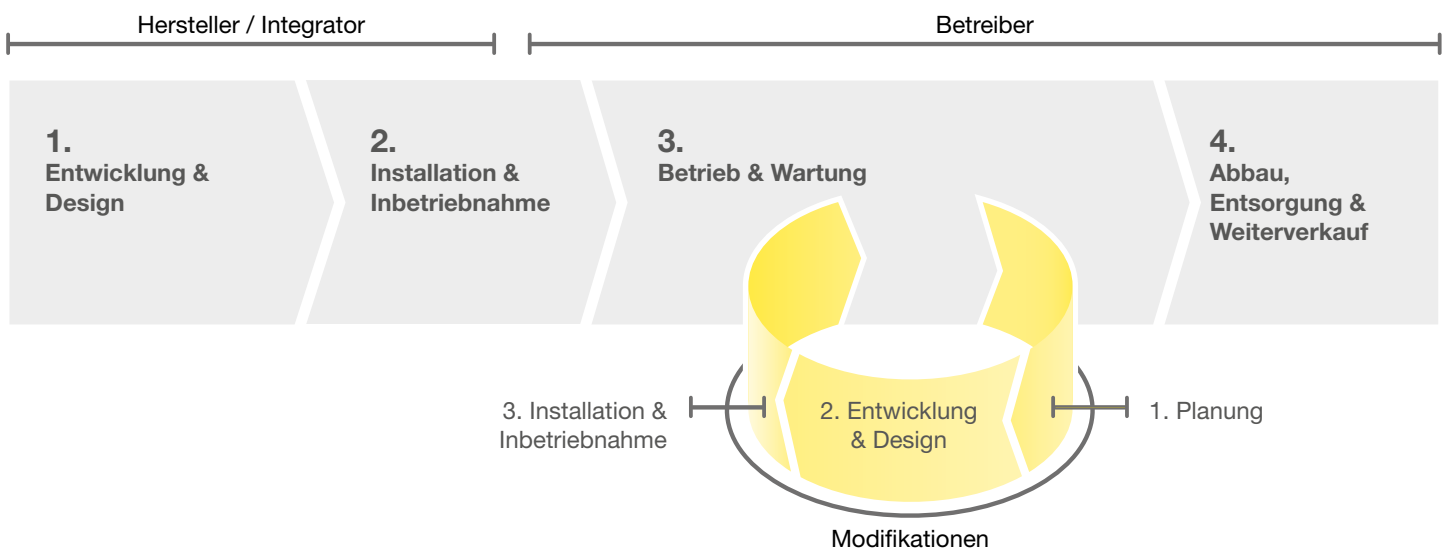 Hersteller / Integrator
Betreiber
1.
Entwicklung &
Design
2.
Installation &
Inbetriebnahme
3.
Betrieb & Wartung
4.
Abbau,
Entsorgung &
Weiterverkauf
3. Installation &
Inbetriebnahme
2. Entwicklung
& Design
1. Planung
Modifikationen